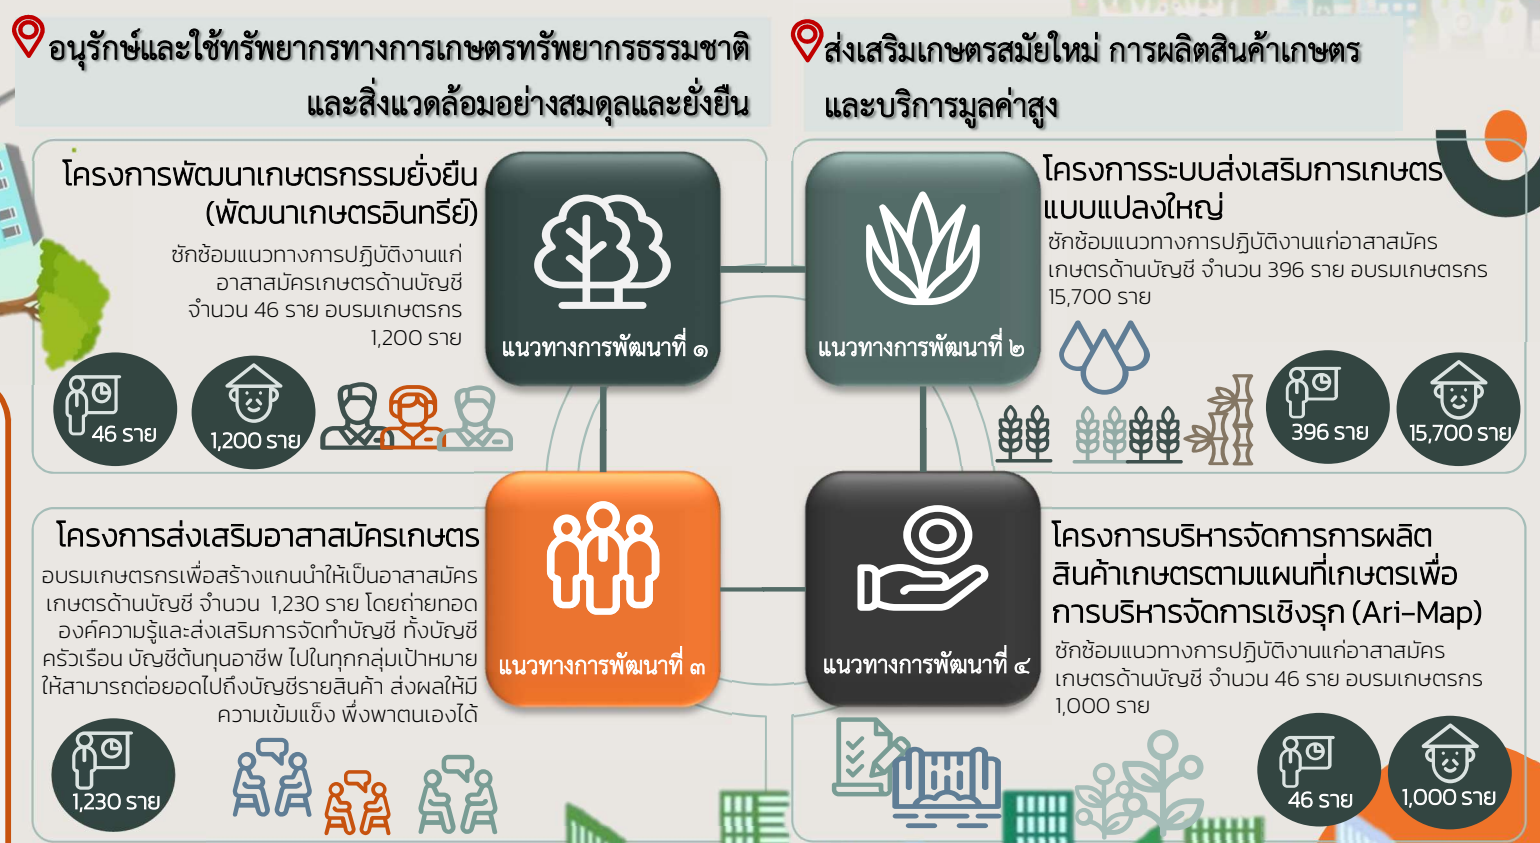 อนุรักษ์และใช้ทรัพยากรทางการเกษตรทรัพยากรธรรมชาติ
และสิ่งแวดล้อมอย่างสมดุลและยั่งยืน
ส่งเสริมเกษตรสมัยใหม่ การผลิตสินค้าเกษตร
และบริการมูลค่าสูง
โครงการพัฒนาเกษตรกรรมยั่งยืน
(พัฒนาเกษตรอินทรีย์)
ซักซ้อมแนวทางการปฏิบัติงานแก่
อาสาสมัครเกษตรด้านบัญชี
จำนวน 46 ราย อบรมเกษตรกร
1,200 ราย
46 ราย
1,200 ราย
แนวทางการพัฒนาที่ ๑
แนวทางการพัฒนาที่ ๒
โครงการระบบส่งเสริมการเกษตร
แบบแปลงใหญ่
ซักซ้อมแนวทางการปฏิบัติงานแก่อาสาสมัคร
เกษตรด้านบัญชี จำนวน 396 ราย อบรมเกษตรกร
15,700 ราย
396 ราย
15,700 ราย
โครงการส่งเสริมอาสาสมัครเกษตร
อบรมเกษตรกรเพื่อสร้างแกนนำให้เป็นอาสาสมัคร
เกษตรด้านบัญชี จำนวน 1,230 ราย โดยถ่ายทอด
องค์ความรู้และส่งเสริมการจัดทำบัญชี ทั้งบัญชี
ครัวเรือน บัญชีต้นทุนอาชีพ ไปในทุกกลุ่มเป้าหมาย
ให้สามารถต่อยอดไปถึงบัญชีรายสินค้า ส่งผลให้มี
ความเข้มแข็ง พึ่งพาตนเองได้
1,230 ราย
แนวทางการพัฒนาที่ ๓
แนวทางการพัฒนาที่ ๔
โครงการบริหารจัดการการผลิต
สินค้าเกษตรตามแผนที่เกษตรเพื่อ
การบริหารจัดการเชิงรุก (Ari-Map)
ซักซ้อมแนวทางการปฏิบัติงานแก่อาสาสมัคร
เกษตรด้านบัญชี จำนวน 46 ราย อบรมเกษตรกร
1,000 ราย
46 ราย
1,000 ราย